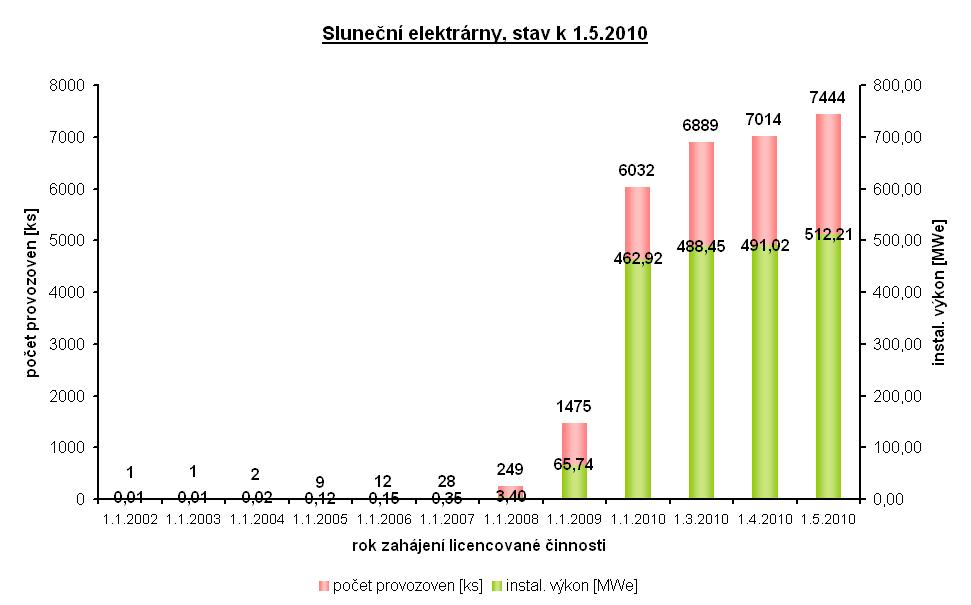 Sluneční elektrárny, stav k 1.5.2010
počet provozoven [ks]
8000
7000
6000
5000
4000
3000
2000
1000
0
1 1 2 9 12 28 249 1475 6032 6889 7014 7444
0,01 0,01 0,02 0,12 0,15 0,35 3,40 65,74 462,92 488,45 491,02 512,21
800,00
700,00
600,00
500,00
400,00
300,00
200,00
100,00
0,00
instal. výkon [MWe]
1.1.2002 1.1.2003 1.1.2004 1.1.2005 1.1.2006 1.1.2007 1.1.2008 1.1.2009 1.1.2010 1.3.2010 1.4.2010 1.5.2010
rok zahájení licencované činnosti
počet provozoven [ks] instal. výkon [MWe]